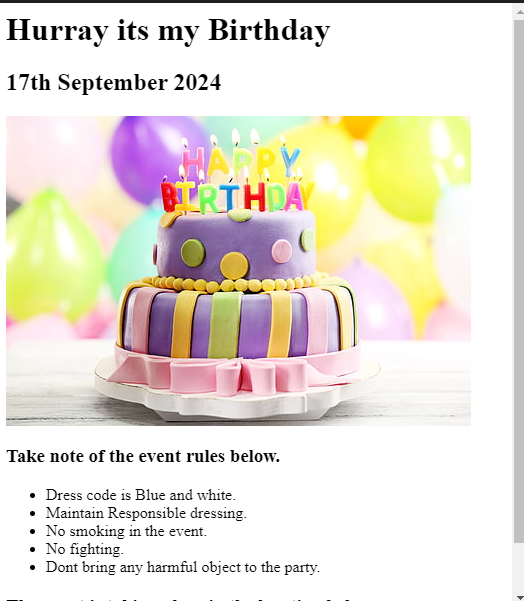 Hurray its my Birthday
17th September 2024
HAPPY
BIRTHDAY
Take note of the event rules below.
Dress code is Blue and white.
Maintain Responsible dressing.
No smoking in the event.
No fighting.
Dont bring any harmful object to the party.